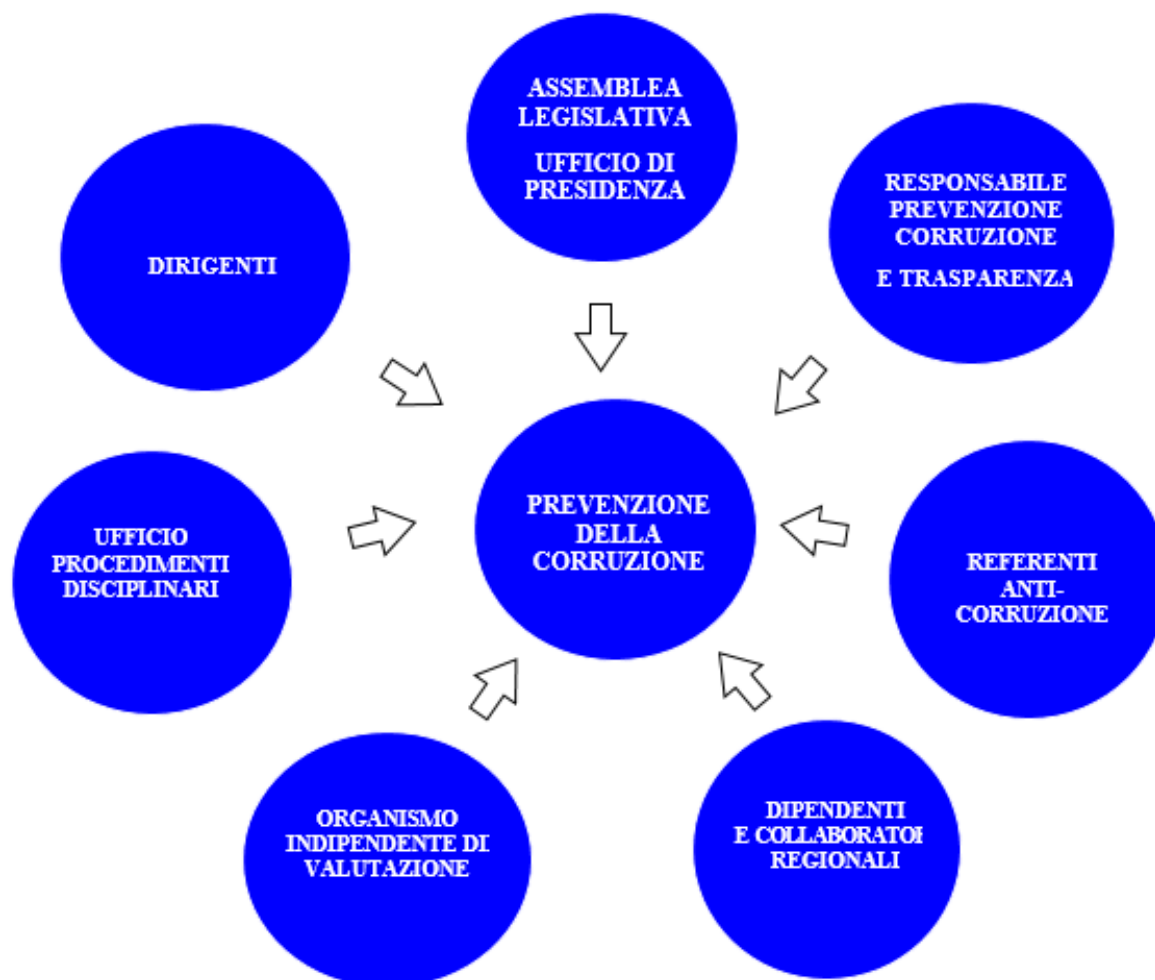 ASSEMBLEA
LEGISLATIVA
UFFICIO DI
PRESIDENZA
RESPONSABILE
PREVENZIONE
CORRUZIONE
E TRASPARENZA
DIRIGENTI
PREVENZIONE
DELLA
CORRUZIONE
UFFICIO
PROCEDIMENTI
DISCIPLINARI
REFERENTI
ANTI-
CORRUZIONE
ORGANISMO
INDIPENDENTE DI
VALUTAZIONE
DIPENDENTI
E COLLABORATO
REGIONALI